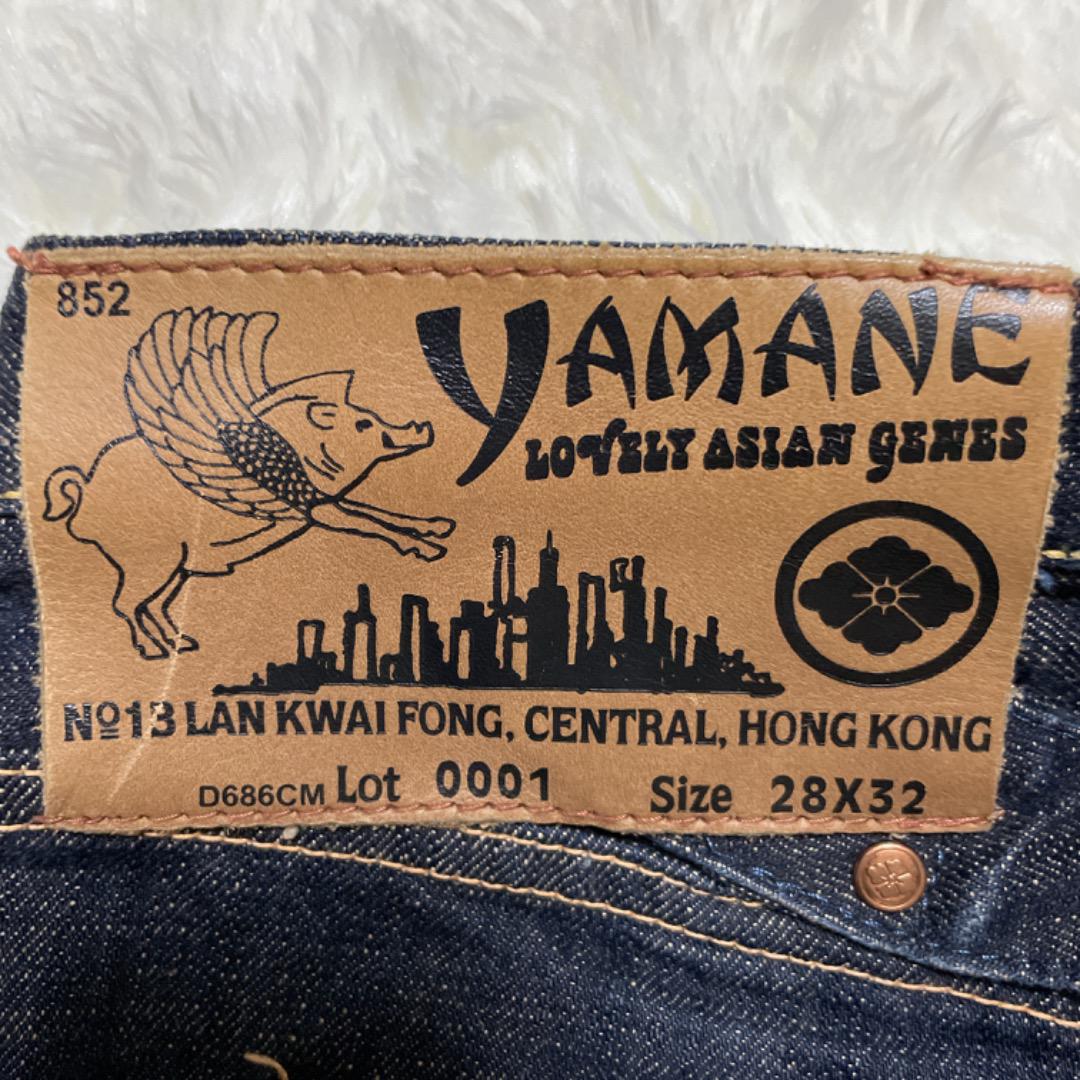 852
YAMANE
LOVELY ASIAN GENES
Nº13 LAN KWAI FONG, CENTRAL, HONG KONG
D686CM Lot 0001 Size 28X32